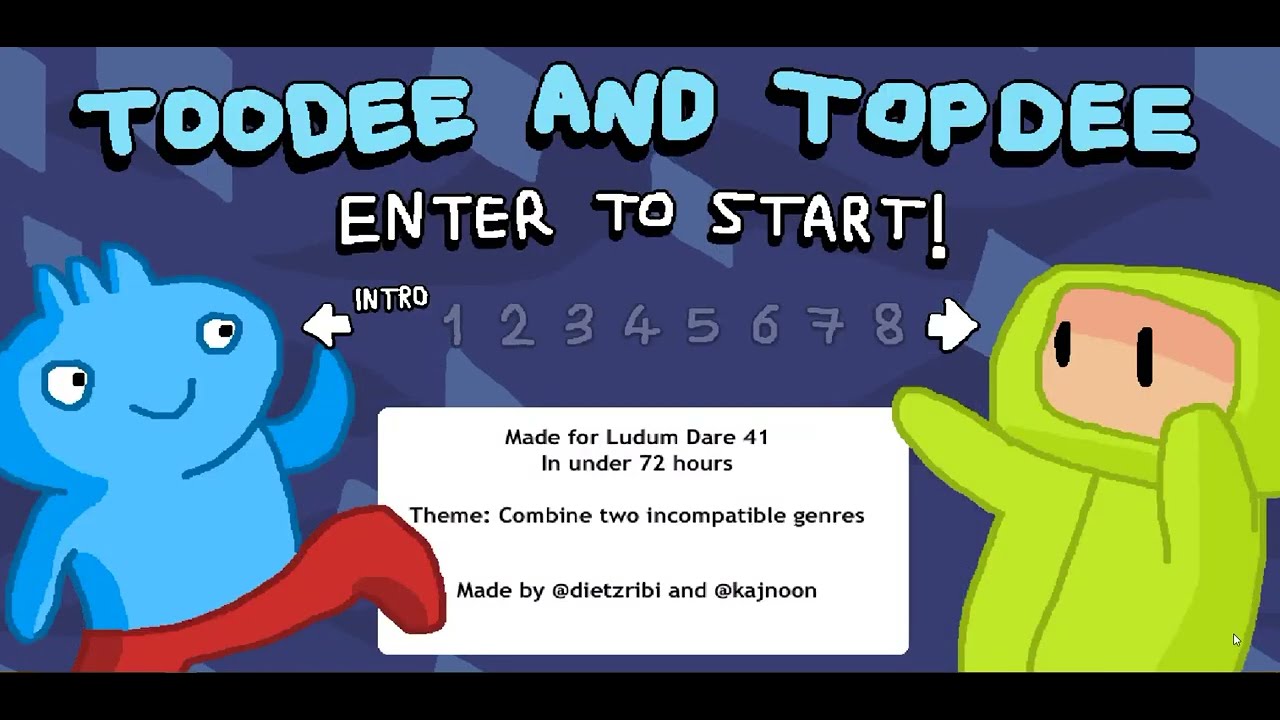 TOODEE AND TOPDEE
ENTER TO START!
INTRO 1 2 3 4 5 6 7 8
Made for Ludum Dare 41
In under 72 hours
Theme: Combine two incompatible genres
Made by @dietzribi and @kajnoon